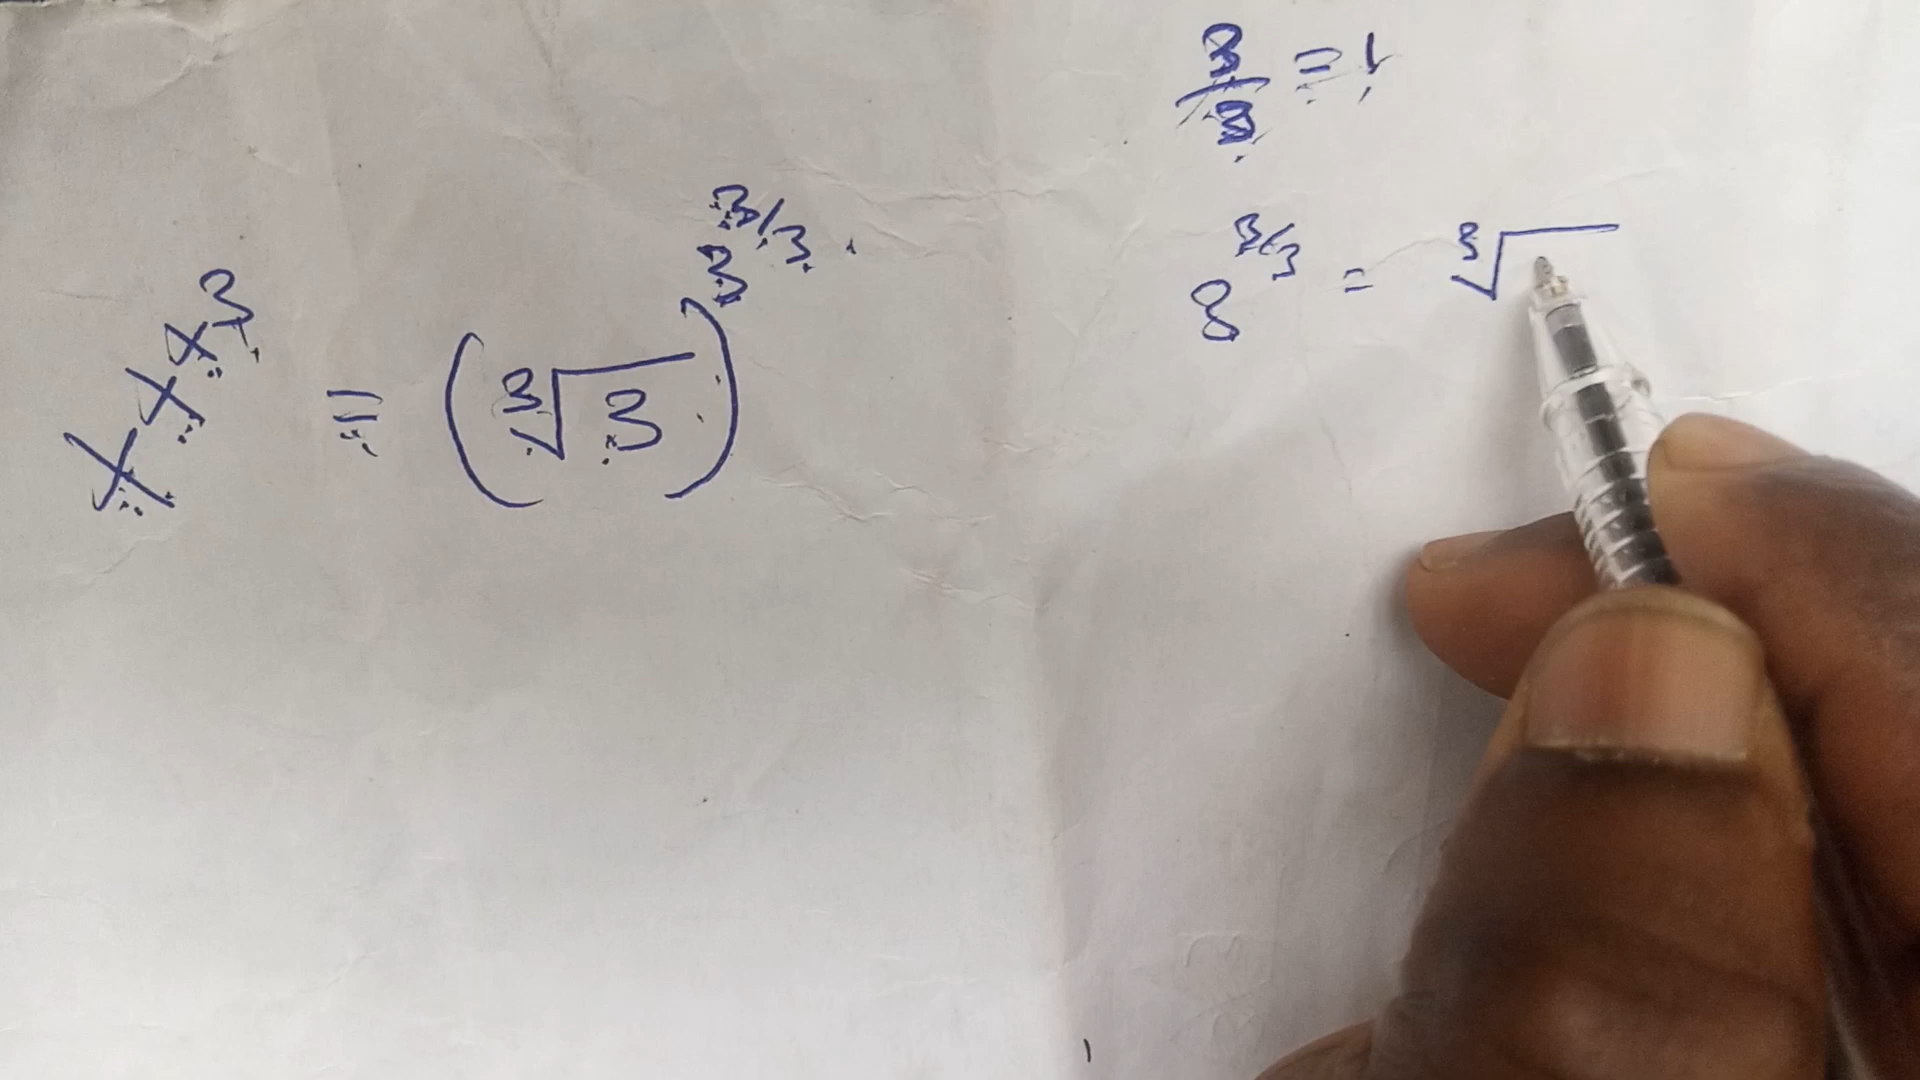 3/3 = 1
x^x^x^3 = (∛3)^3^3/3
8^3/3 = ∛